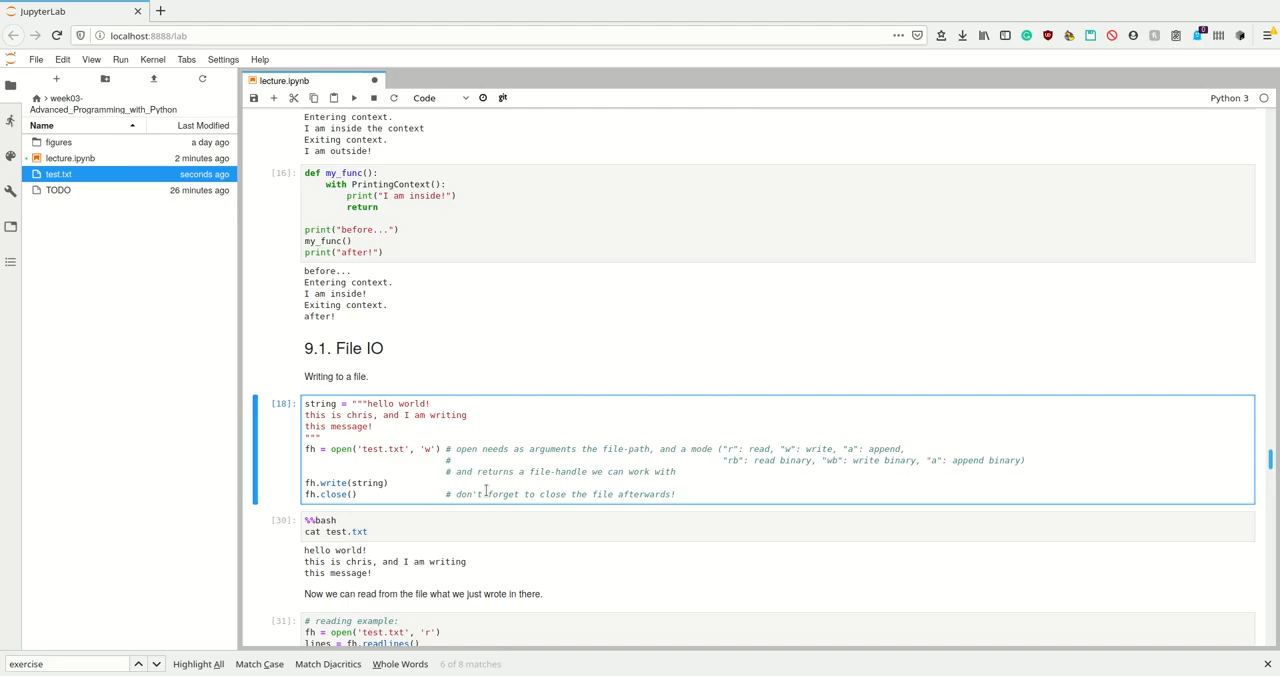 JupyterLab
localhost:8888/lab
File Edit View Run Kernel Tabs Settings Help
week03-
Advanced_Programming_with_Python
Name Last Modified
figures a day ago
lecture.ipynb 2 minutes ago
test.txt seconds ago
TODO 26 minutes ago
lecture.ipynb
Code git Python 3
Entering context.
I am inside the context
Exiting context.
I am outside!
[16]: def my_func():
with PrintingContext():
print("I am inside!")
return
print("before...")
my_func()
print("after!")
before...
Entering context.
I am inside!
Exiting context.
after!
9.1. File IO
Writing to a file.
[18]: string = """hello world!
this is chris, and I am writing
this message!
"""
fh = open('test.txt', 'w') # open needs as arguments the file-path, and a mode ("r": read, "w": write, "a": append,
# "rb": read binary, "wb": write binary, "a": append binary)
# and returns a file-handle we can work with
fh.write(string)
fh.close() # don't forget to close the file afterwards!
[30]: %%bash
cat test.txt
hello world!
this is chris, and I am writing
this message!
Now we can read from the file what we just wrote in there.
[31]: # reading example:
fh = open('test.txt', 'r')
lines = fh.readlines()
exercise Highlight All Match Case Match Diacritics Whole Words 6 of 8 matches